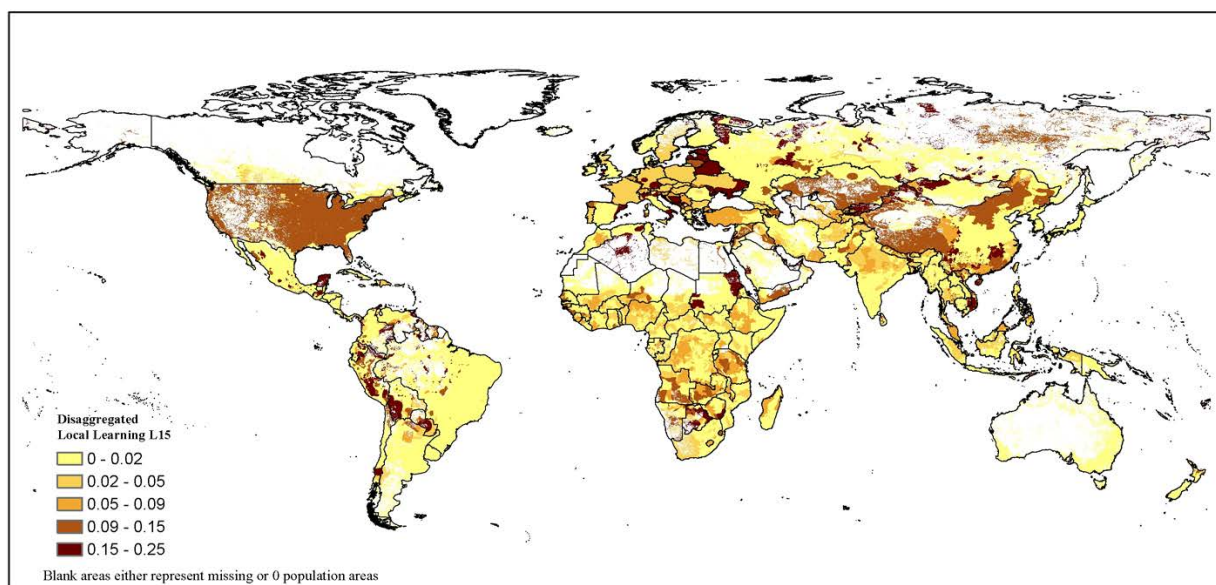 Disaggregated
Local Learning L15
0 - 0.02
0.02 - 0.05
0.05 - 0.09
0.09 - 0.15
0.15 - 0.25
Blank areas either represent missing or 0 population areas